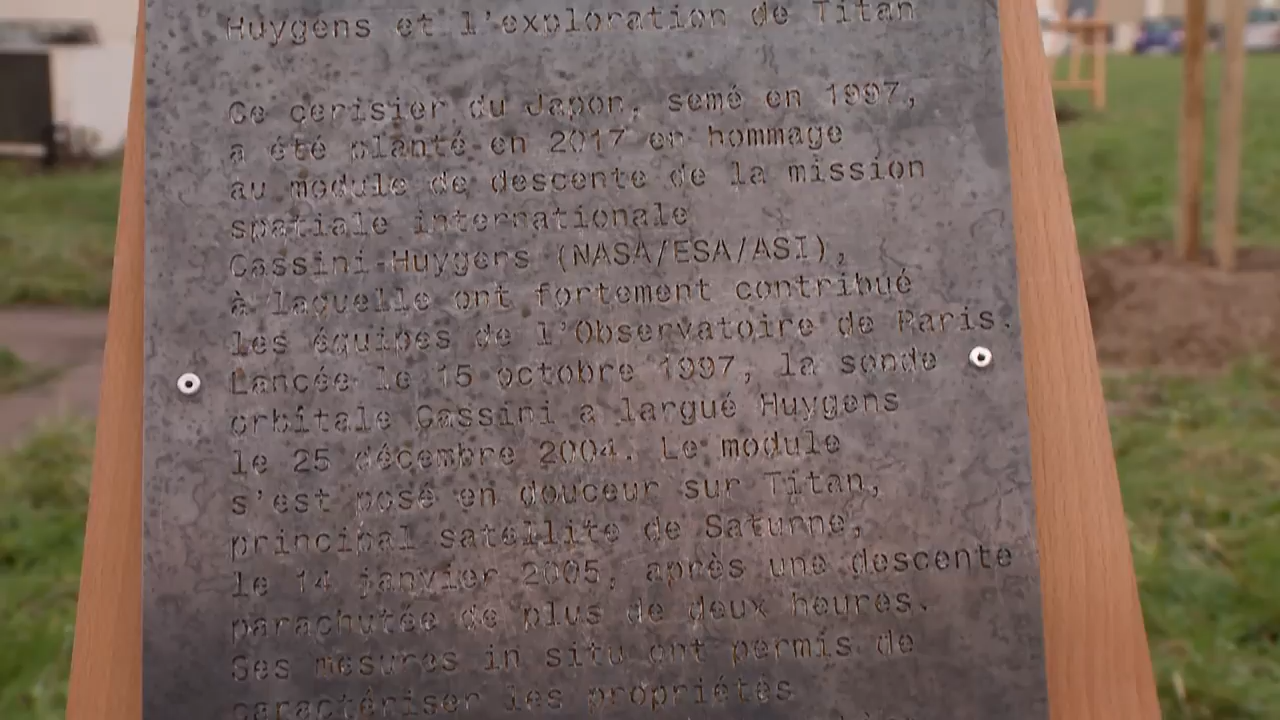 Huygens et l'exploration de Titan
Ce cerisier du Japon, semé en 1997,
a été planté en 2017 en hommage
au module de descente de la mission
spatiale internationale
Cassini-Huygens (NASA/ESA/ASI),
à laquelle ont fortement contribué
les équipes de l'Observatoire de Paris.
Lancée le 15 octobre 1997, la sonde
orbitale Cassini a largué Huygens
le 25 décembre 2004. Le module
s'est posé en douceur sur Titan,
principal satellite de Saturne,
le 14 janvier 2005, après une descente
parachutée de plus de deux heures.
Ses mesures in situ ont permis de
caractériser les propriétés